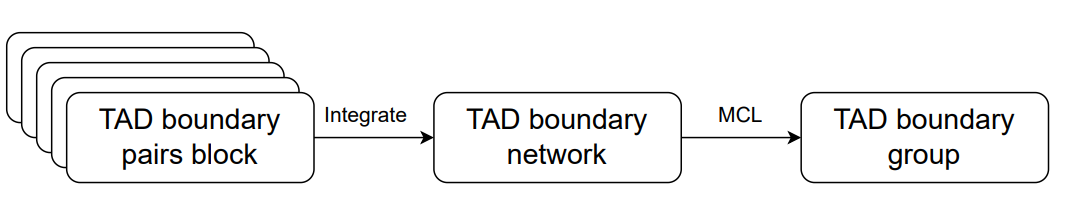 TAD boundary
pairs block
Integrate
TAD boundary
network
MCL
TAD boundary
group